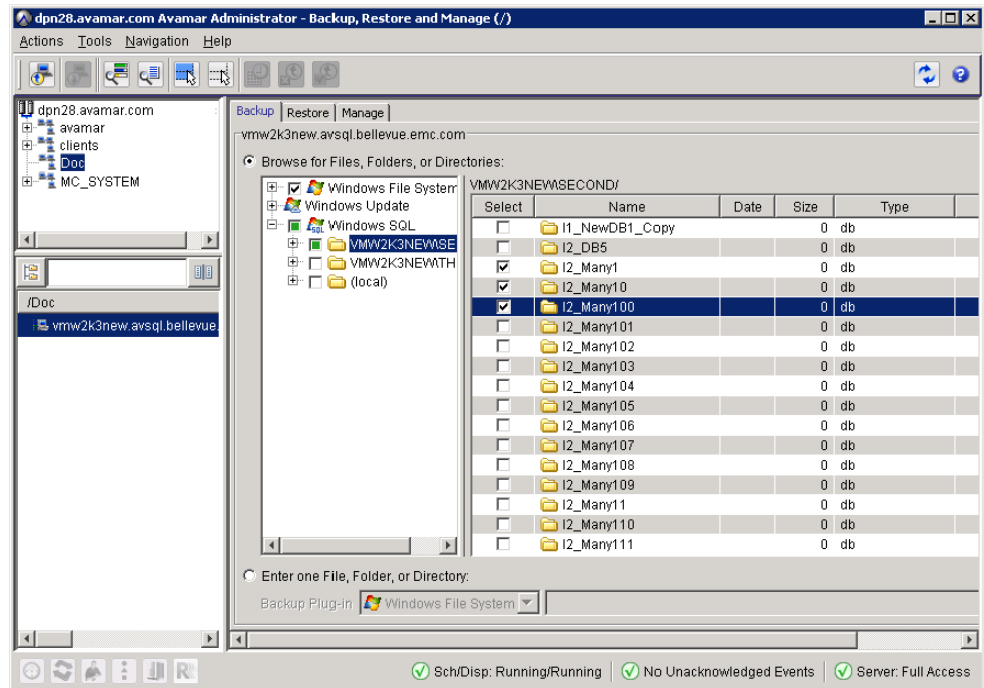 dpn28.avamar.com Avamar Administrator - Backup, Restore and Manage (/)
Actions Tools Navigation Help
dpn28.avamar.com
avamar
clients
Doc
MC_SYSTEM
/Doc
vmw2k3new.avsql.bellevue.
Backup Restore Manage
vmw2k3new.avsql.bellevue.emc.com
Browse for Files, Folders, or Directories:
Windows File System
Windows Update
Windows SQL
VMW2K3NEW\SE
VMW2K3NEW\TH
(local)
VMW2K3NEW\SECOND/
Select Name Date Size Type
I1_NewDB1_Copy 0 db
I2_DB5 0 db
I2_Many1 0 db
I2_Many10 0 db
I2_Many100 0 db
I2_Many101 0 db
I2_Many102 0 db
I2_Many103 0 db
I2_Many104 0 db
I2_Many105 0 db
I2_Many106 0 db
I2_Many107 0 db
I2_Many108 0 db
I2_Many109 0 db
I2_Many11 0 db
I2_Many110 0 db
I2_Many111 0 db
Enter one File, Folder, or Directory:
Backup Plug-in Windows File System
Sch/Disp: Running/Running No Unacknowledged Events Server: Full Access